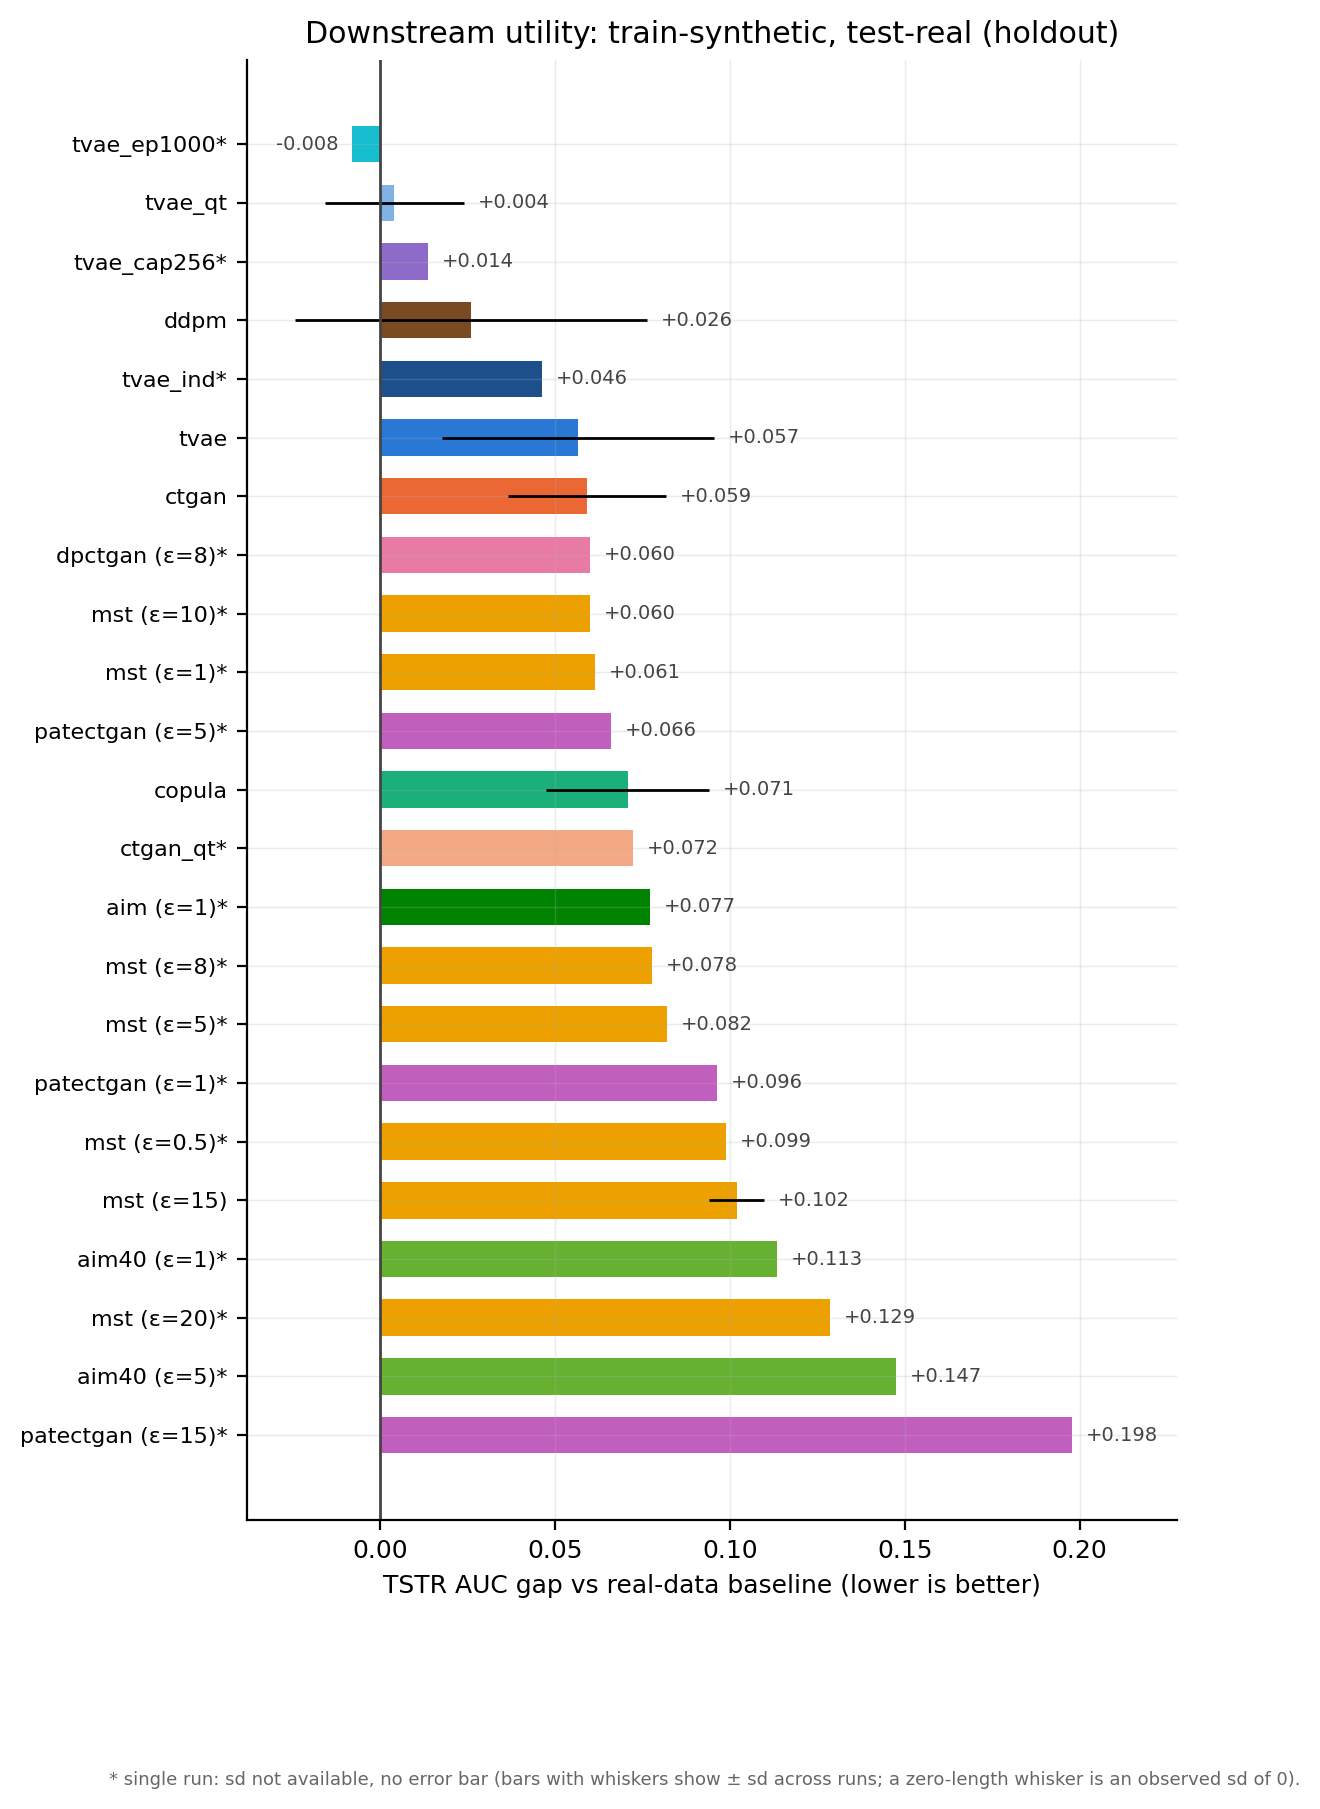 Downstream utility: train-synthetic, test-real (holdout)
tvae_ep1000* -0.008
tvae_qt +0.004
tvae_cap256* +0.014
ddpm +0.026
tvae_ind* +0.046
tvae +0.057
ctgan +0.059
dpctgan (ε=8)* +0.060
mst (ε=10)* +0.060
mst (ε=1)* +0.061
patectgan (ε=5)* +0.066
copula +0.071
ctgan_qt* +0.072
aim (ε=1)* +0.077
mst (ε=8)* +0.078
mst (ε=5)* +0.082
patectgan (ε=1)* +0.096
mst (ε=0.5)* +0.099
mst (ε=15) +0.102
aim40 (ε=1)* +0.113
mst (ε=20)* +0.129
aim40 (ε=5)* +0.147
patectgan (ε=15)* +0.198
0.00 0.05 0.10 0.15 0.20
TSTR AUC gap vs real-data baseline (lower is better)
* single run: sd not available, no error bar (bars with whiskers show ± sd across runs; a zero-length whisker is an observed sd of 0).